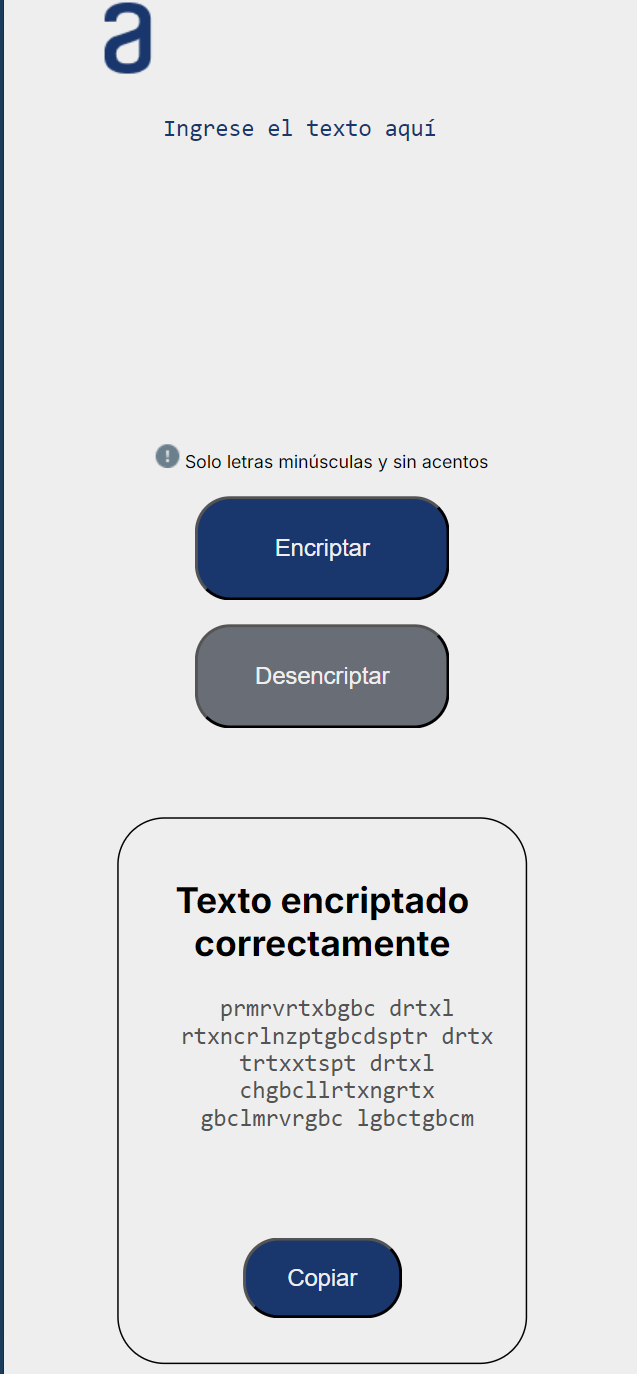 a
Ingrese el texto aquí
Solo letras minúsculas y sin acentos
Encriptar
Desencriptar
Texto encriptado
correctamente
prmrvrtxbgbc drtxl
rtxncrlnzptgbcdsptr drtx
trtxxtspt drtxl
chgbcllrtxngrtx
gbclmrvrgbc lgbctgbcm
Copiar